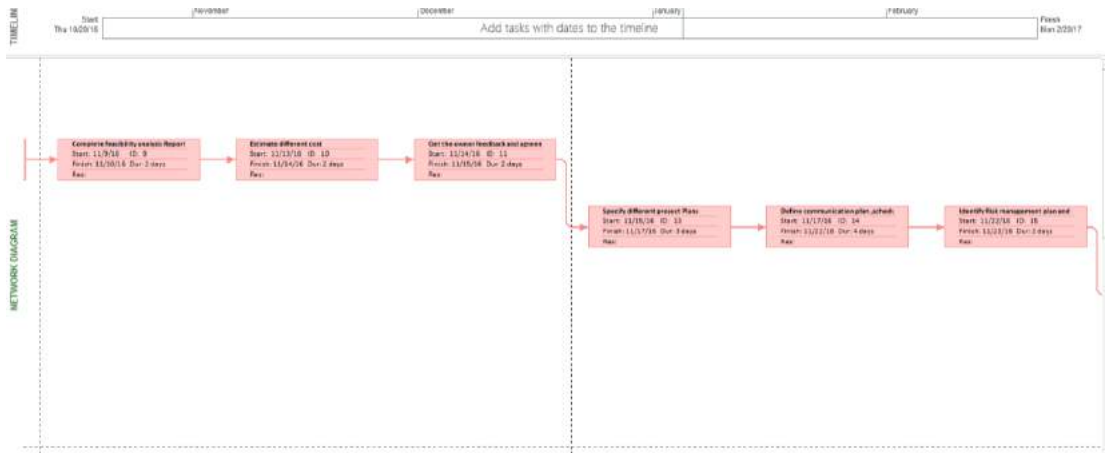 TIMELIN
Start
Thu 10/20/16
November
December
January
February
Add tasks with dates to the timeline
Finish
Mon 2/20/17
NETWORK DIAGRAM
Complete feasibility analysis Report
Start: 11/9/16 ID: 9
Finish: 11/10/16 Dur: 2 days
Res:
Estimate different cost
Start: 11/13/16 ID: 10
Finish: 11/14/16 Dur: 2 days
Res:
Get the owner feedback and agreem
Start: 11/14/16 ID: 11
Finish: 11/15/16 Dur: 2 days
Res:
Specify different project Plans
Start: 11/15/16 ID: 13
Finish: 11/17/16 Dur: 3 days
Res:
Define communication plan ,schedu
Start: 11/17/16 ID: 14
Finish: 11/22/16 Dur: 4 days
Res:
Identify Risk management plan and
Start: 11/22/16 ID: 15
Finish: 11/23/16 Dur: 2 days
Res: